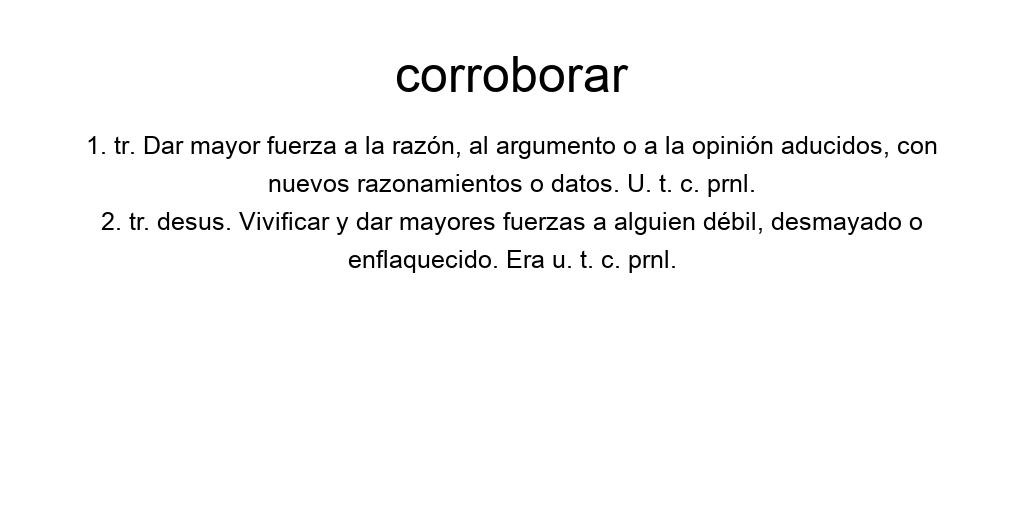 corroborar
1. tr. Dar mayor fuerza a la razón, al argumento o a la opinión aducidos, con
nuevos razonamientos o datos. U. t. c. prnl.
2. tr. desus. Vivificar y dar mayores fuerzas a alguien débil, desmayado o
enflaquecido. Era u. t. c. prnl.